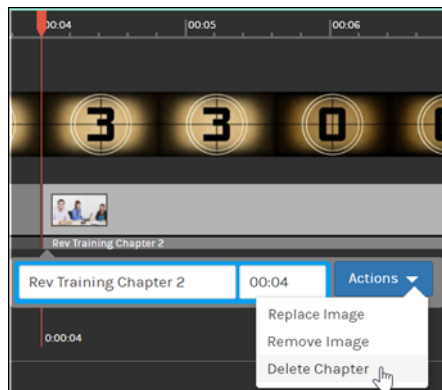 00:04 00:05 00:06
3 3 0
Rev Training Chapter 2
Rev Training Chapter 2 00:04 Actions
Replace Image
0:00:04 Remove Image
Delete Chapter